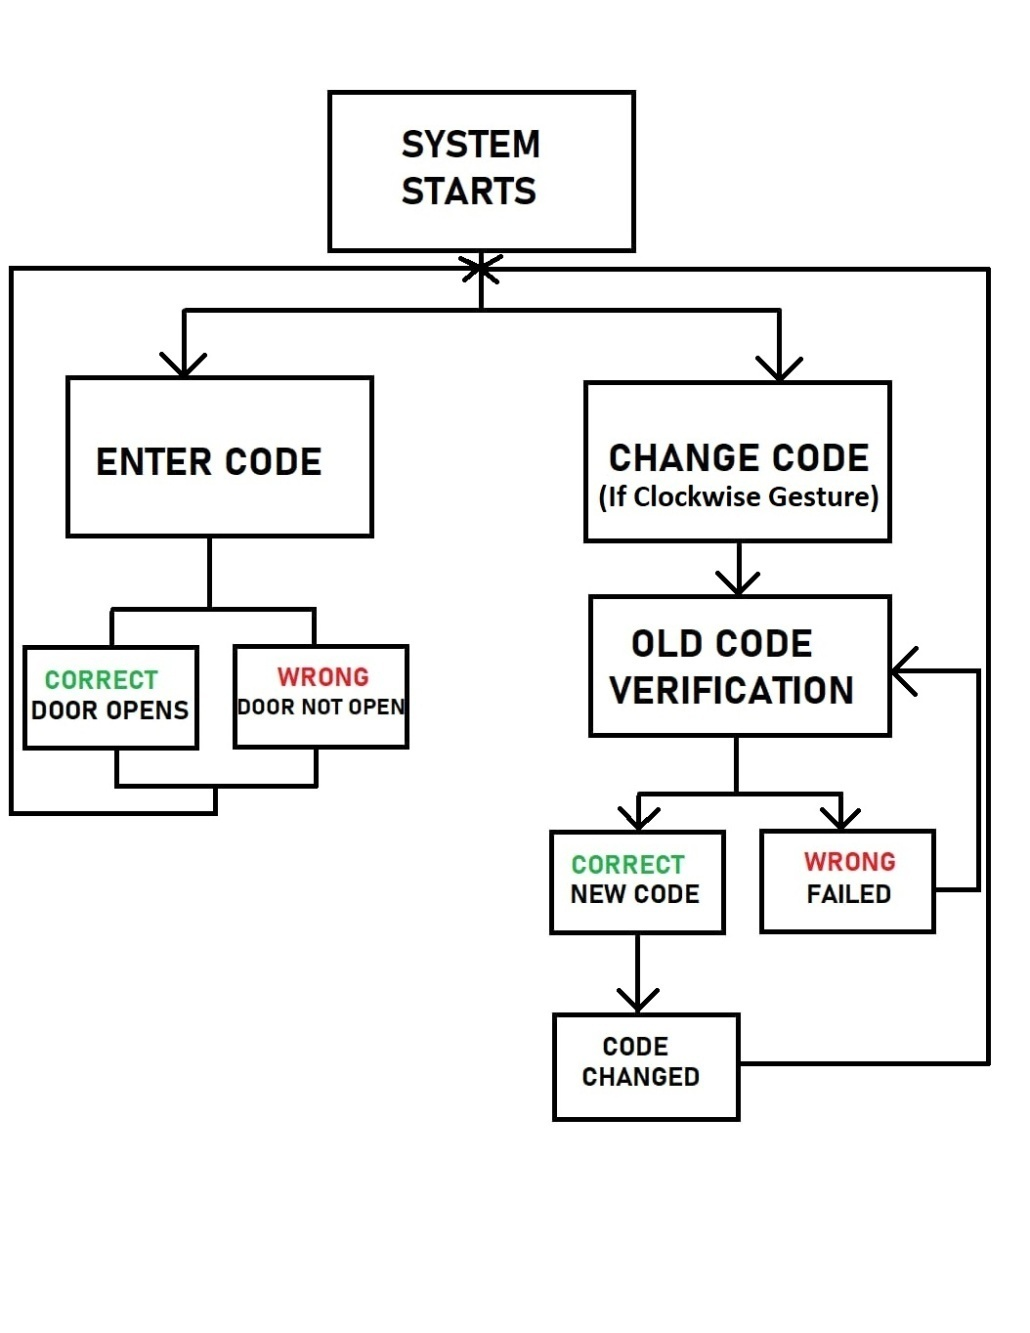 SYSTEM
STARTS
ENTER CODE
CHANGE CODE
(If Clockwise Gesture)
CORRECT
DOOR OPENS
WRONG
DOOR NOT OPEN
OLD CODE
VERIFICATION
CORRECT
NEW CODE
WRONG
FAILED
CODE
CHANGED